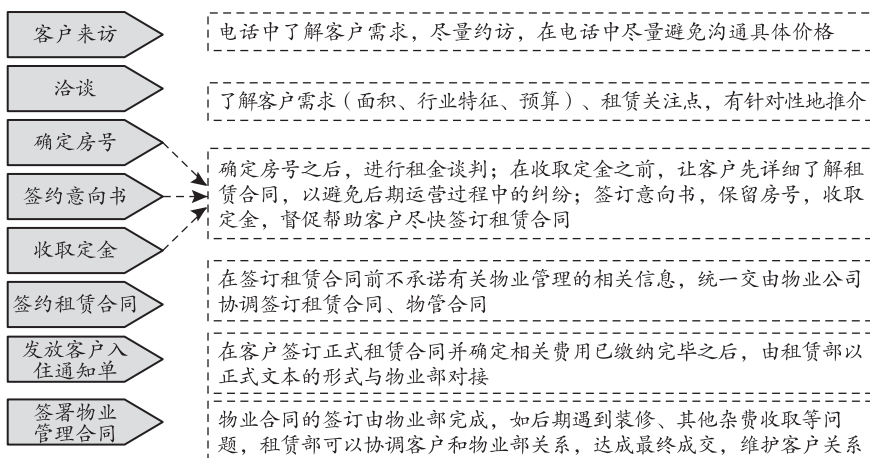 客户来访
电话中了解客户需求，尽量约访，在电话中尽量避免沟通具体价格
洽谈
了解客户需求（面积、行业特征、预算）、租赁关注点，有针对性地推介
确定房号
签约意向书
收取定金
确定房号之后，进行租金谈判；在收取定金之前，让客户先详细了解租
赁合同，以避免后期运营过程中的纠纷；签订意向书，保留房号，收取
定金，督促帮助客户尽快签订租赁合同
签约租赁合同
在签订租赁合同前不承诺有关物业管理的相关信息，统一交由物业公司
协调签订租赁合同、物管合同
发放客户入
住通知单
在客户签订正式租赁合同并确定相关费用已缴纳完毕之后，由租赁部以
正式文本的形式与物业部对接
签署物业
管理合同
物业合同的签订由物业部完成，如后期遇到装修、其他杂费收取等问
题，租赁部可以协调客户和物业部关系，达成最终成交，维护客户关系